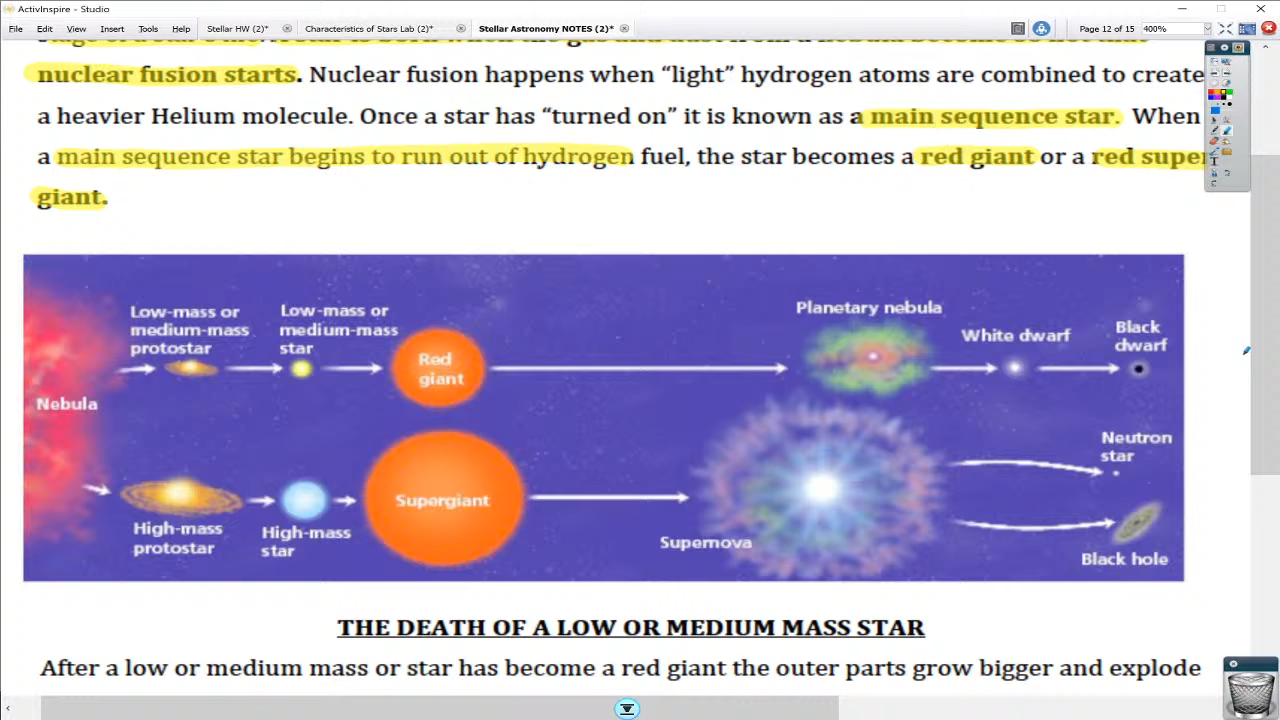 ActivInspire - Studio
File Edit View Insert Tools Help
Stellar HW (2)*
Characteristics of Stars Lab (2)*
Stellar Astronomy NOTES (2)*
Page 12 of 15
400%
nuclear fusion starts. Nuclear fusion happens when “light” hydrogen atoms are combined to create
a heavier Helium molecule. Once a star has “turned on” it is known as a main sequence star. When
a main sequence star begins to run out of hydrogen fuel, the star becomes a red giant or a red super
giant.
Low-mass or
medium-mass
protostar
Low-mass or
medium-mass
star
Red
giant
Planetary nebula
White dwarf
Black
dwarf
Nebula
High-mass
protostar
High-mass
star
Supergiant
Supernova
Neutron
star
Black hole
THE DEATH OF A LOW OR MEDIUM MASS STAR
After a low or medium mass or star has become a red giant the outer parts grow bigger and explode